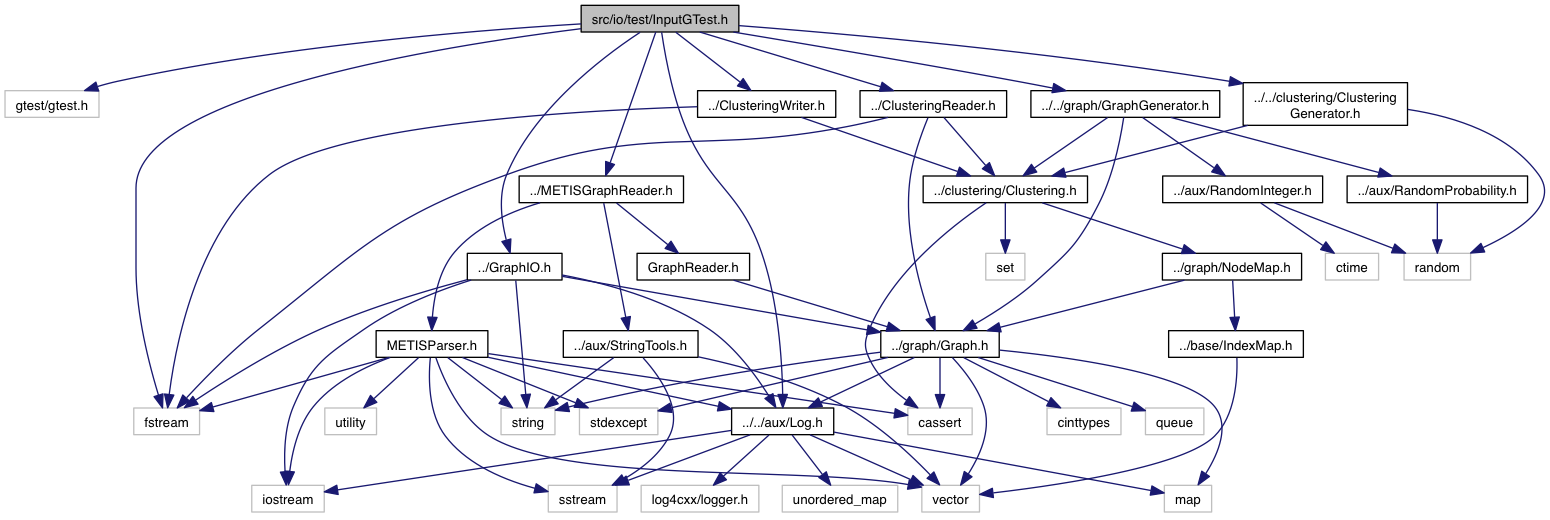 src/io/test/InputGTest.h
gtest/gtest.h
../ClusteringWriter.h
../ClusteringReader.h
../../graph/GraphGenerator.h
../../clustering/Clustering
Generator.h
../METISGraphReader.h
../clustering/Clustering.h
../aux/RandomInteger.h
../aux/RandomProbability.h
../GraphIO.h
GraphReader.h
set
../graph/NodeMap.h
ctime
random
METISParser.h
../aux/StringTools.h
../graph/Graph.h
../base/IndexMap.h
fstream
utility
string
stdexcept
../../aux/Log.h
cassert
cinttypes
queue
iostream
sstream
log4cxx/logger.h
unordered_map
vector
map